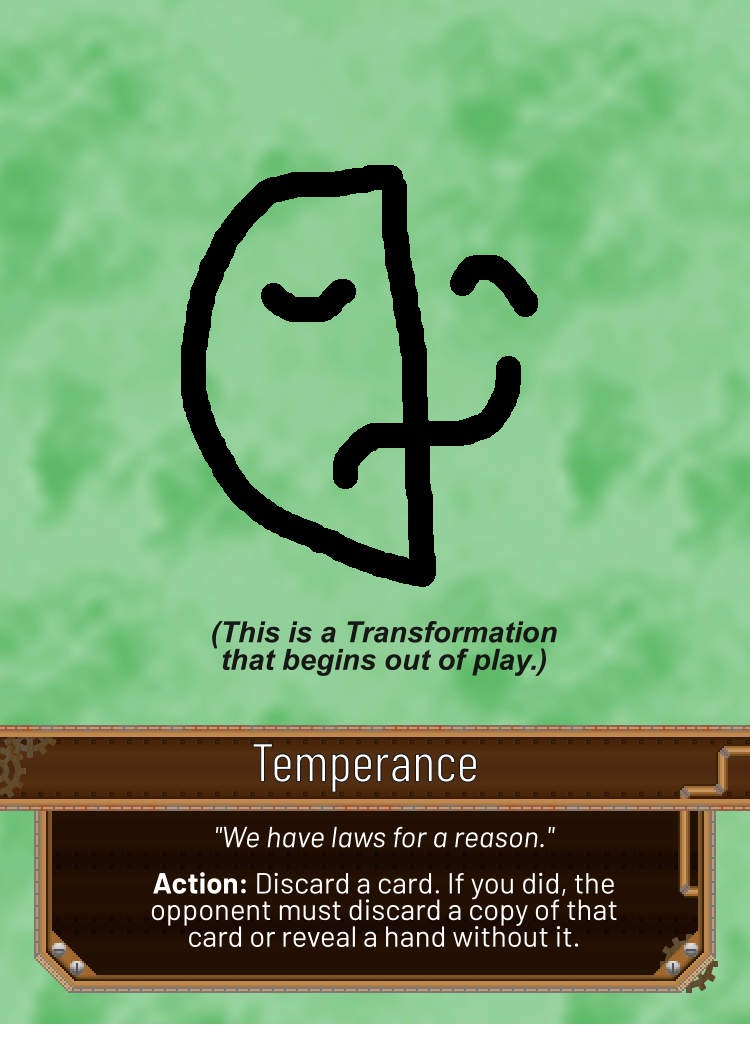 (This is a Transformation
that begins out of play.)
Temperance
"We have laws for a reason."
Action: Discard a card. If you did, the
opponent must discard a copy of that
card or reveal a hand without it.